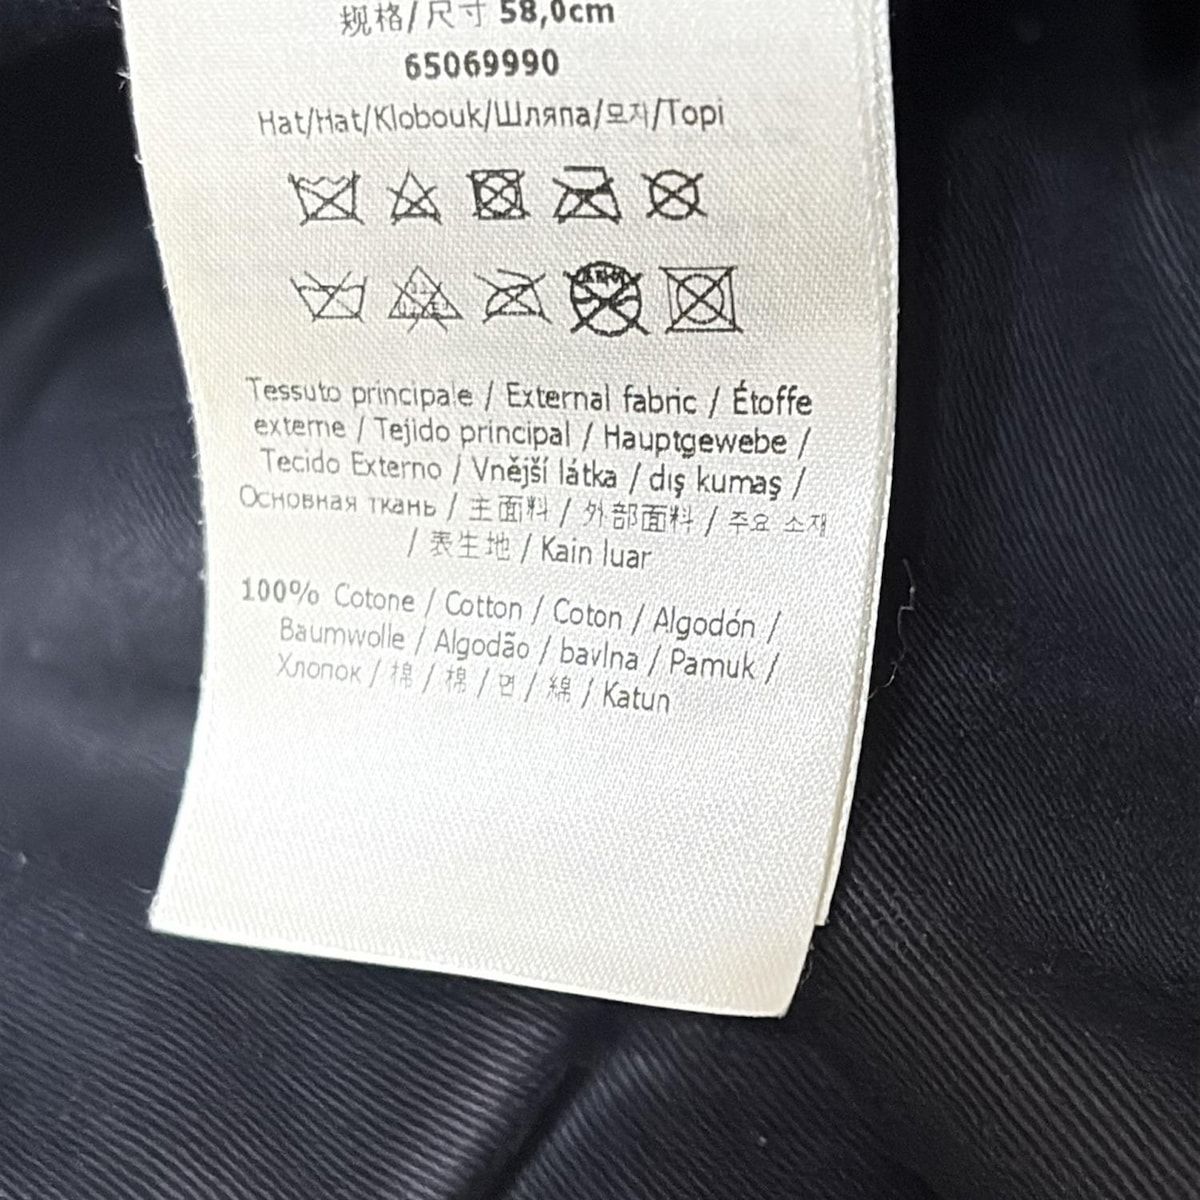 规格/尺寸 58,0cm
65069990
Hat/Hat/Klobouk/Шляпа/모자/Topi
Tessuto principale / External fabric / Étoffe
externe / Tejido principal / Hauptgewebe /
Tecido Externo / Vnější látka / dış kumaş /
Основная ткань / 主面料 / 外部面料 / 주요 소재
/ 表生地 / Kain luar
100% Cotone / Cotton / Coton / Algodón /
Baumwolle / Algodão / bavlna / Pamuk /
Хлопок / 棉 / 棉 / 면 / 綿 / Katun